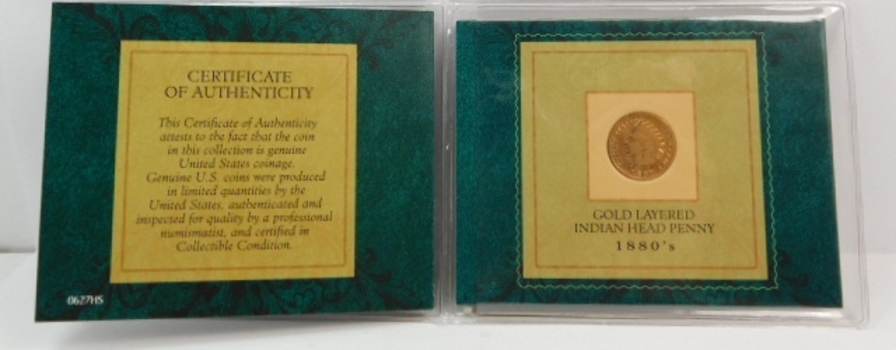 CERTIFICATE
OF AUTHENTICITY
This Certificate of Authenticity
attests to the fact that the coin
in this collection is genuine
United States coinage.
Genuine U.S. coins were produced
in limited quantities by the
United States, authenticated and
inspected for quality by a professional
numismatist, and certified in
Collectible Condition.
0627HS
GOLD LAYERED
INDIAN HEAD PENNY
1880's